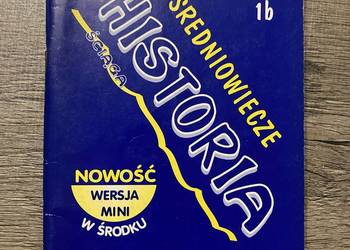 1b
ŚREDNIOWIECZE
HISTORIA
ŚCIĄGA
NOWOŚĆ
WERSJA
MINI
W ŚRODKU